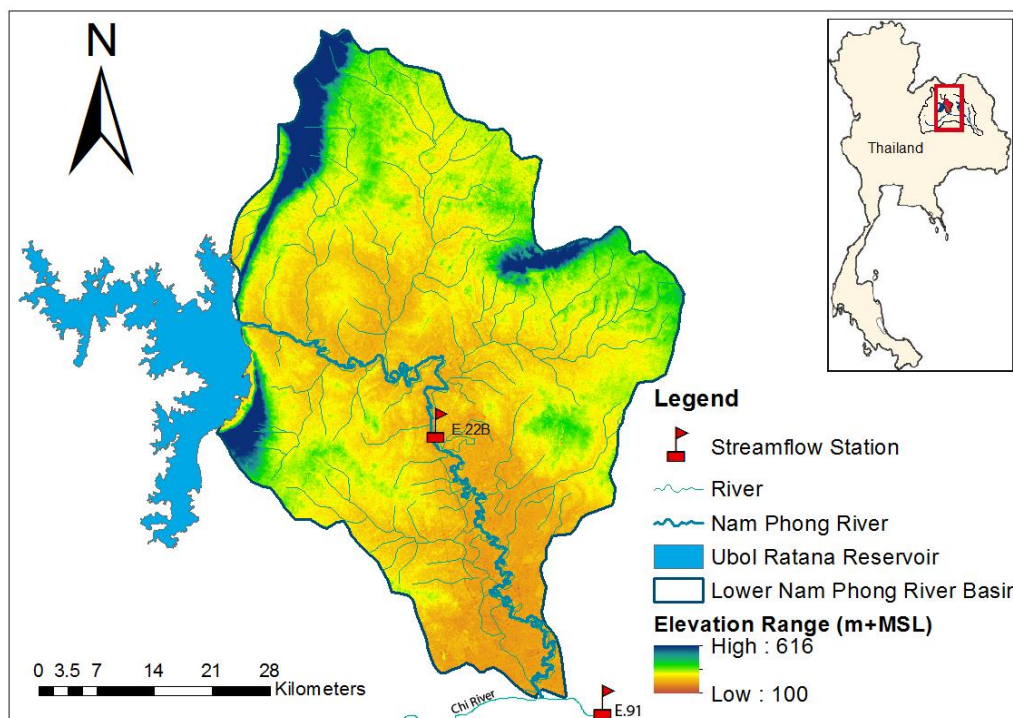 N
Thailand
E.22B
Legend
Streamflow Station
River
Nam Phong River
Ubol Ratana Reservoir
Lower Nam Phong River Basin
Elevation Range (m+MSL)
High : 616
Low : 100
0 3.5 7 14 21 28
Kilometers
Chi River
E.91